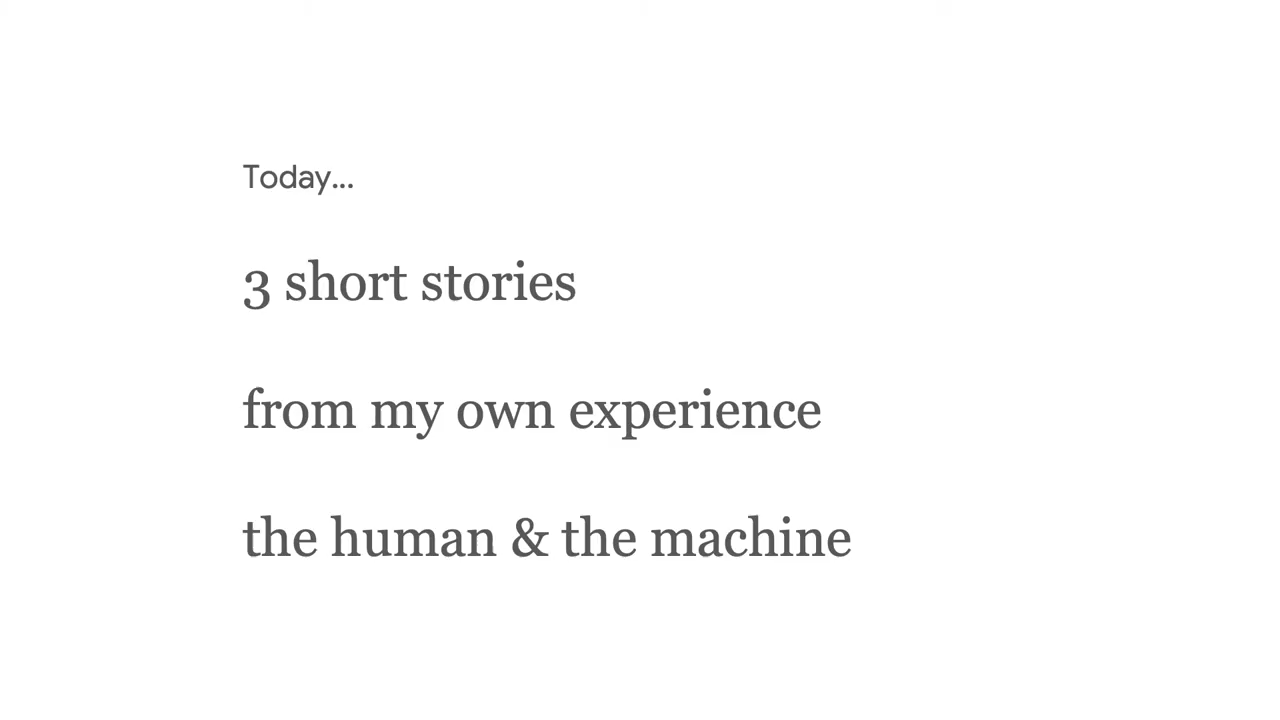 Today...
3 short stories
from my own experience
the human & the machine